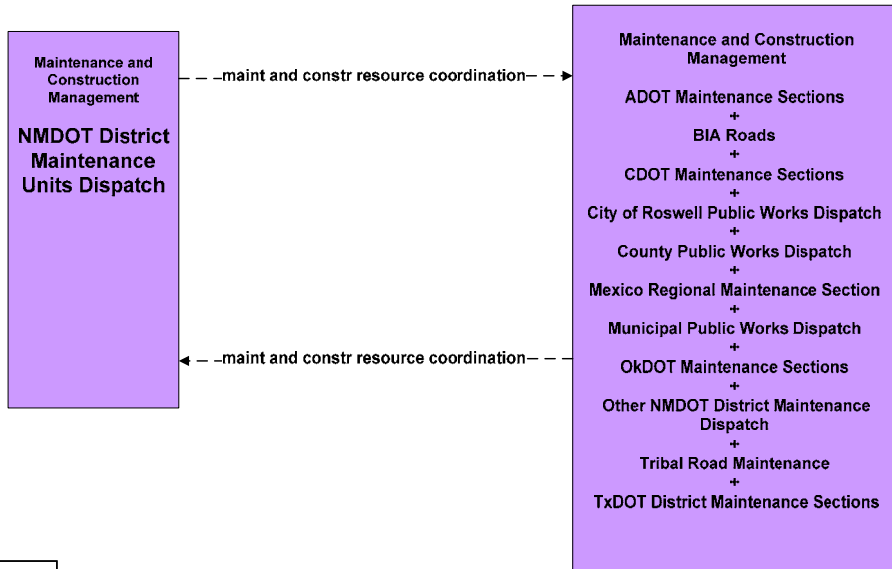 Maintenance and
Construction
Management
NMDOT District
Maintenance
Units Dispatch
maint and constr resource coordination
maint and constr resource coordination
Maintenance and Construction
Management
ADOT Maintenance Sections
+
BIA Roads
+
CDOT Maintenance Sections
+
City of Roswell Public Works Dispatch
+
County Public Works Dispatch
+
Mexico Regional Maintenance Section
+
Municipal Public Works Dispatch
+
OkDOT Maintenance Sections
+
Other NMDOT District Maintenance
Dispatch
+
Tribal Road Maintenance
+
TxDOT District Maintenance Sections